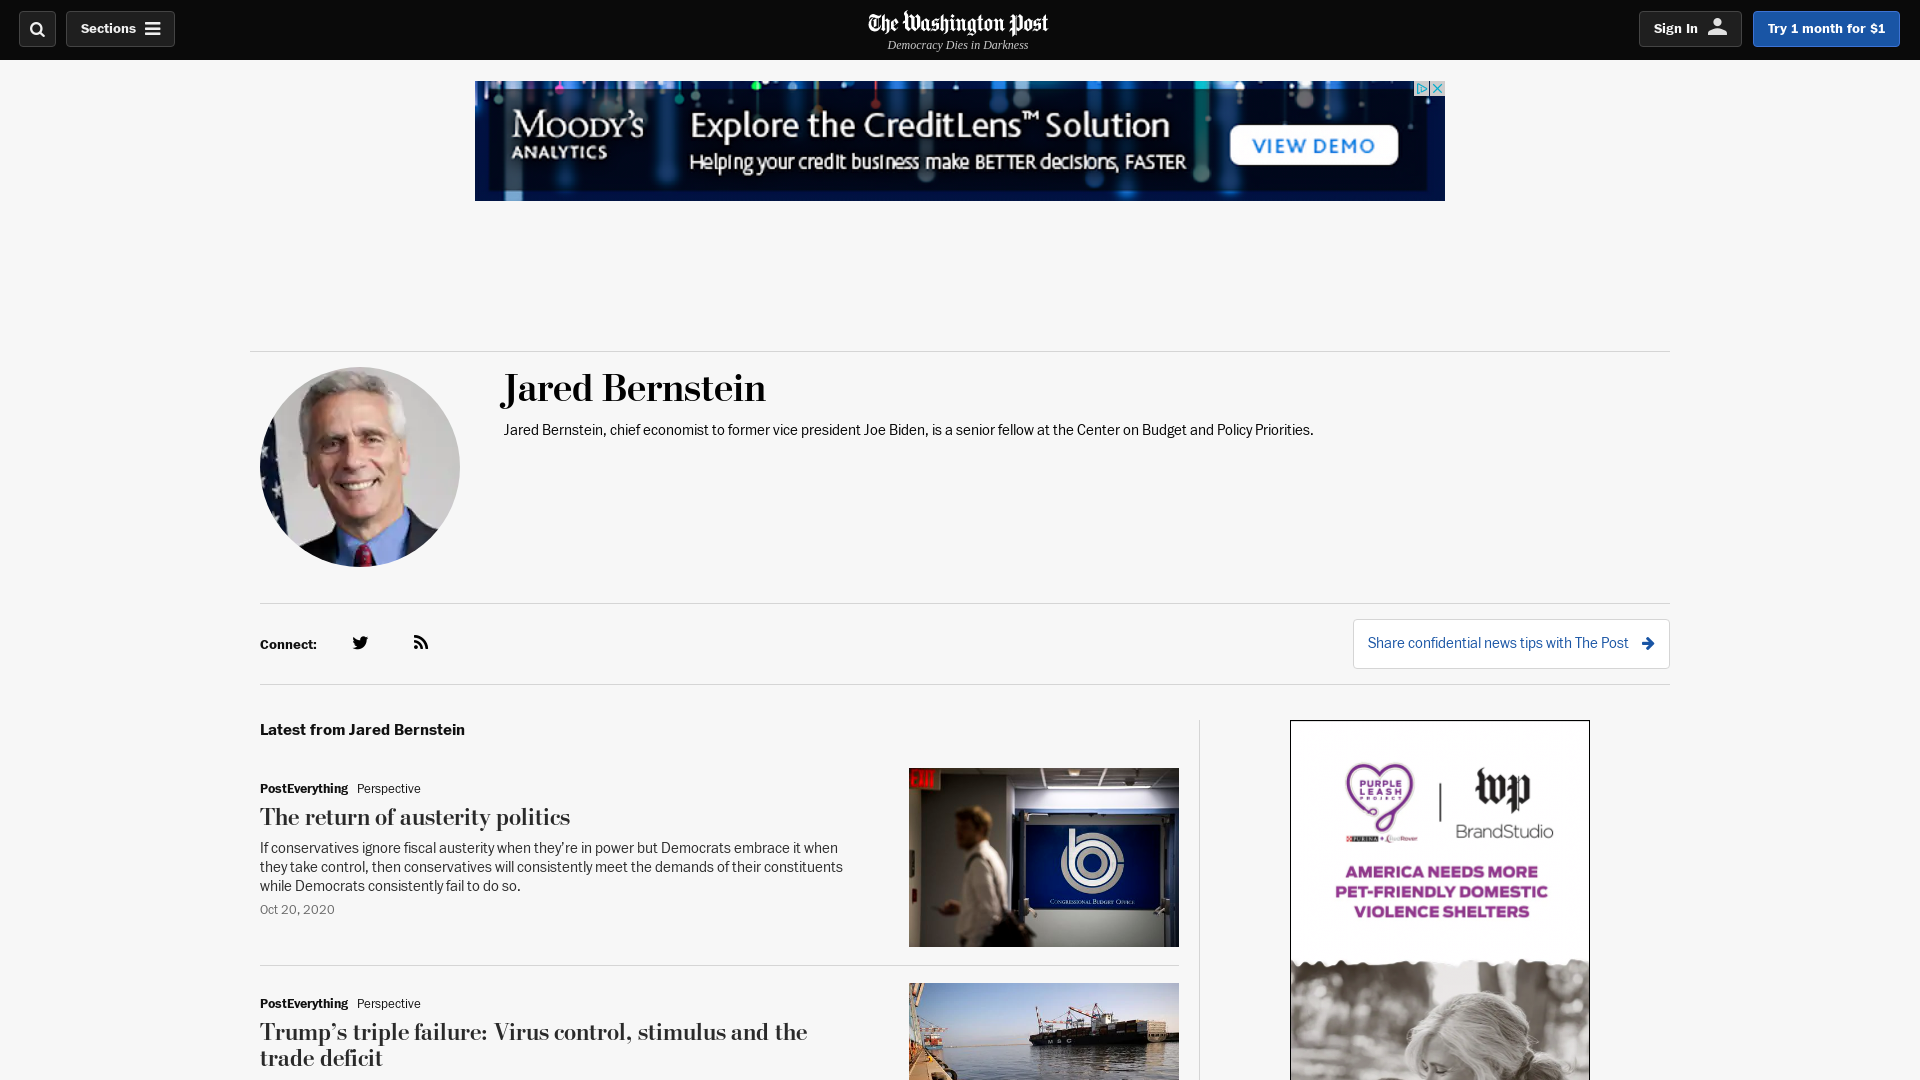 Sections
The Washington Post
Democracy Dies in Darkness
Sign In
Try 1 month for $1
MOODY'S
ANALYTICS
Explore the CreditLens™ Solution
Helping your credit business make BETTER decisions, FASTER
VIEW DEMO
Jared Bernstein
Jared Bernstein, chief economist to former vice president Joe Biden, is a senior fellow at the Center on Budget and Policy Priorities.
Connect:
Share confidential news tips with The Post
Latest from Jared Bernstein
PostEverything Perspective
The return of austerity politics
If conservatives ignore fiscal austerity when they’re in power but Democrats embrace it when
they take control, then conservatives will consistently meet the demands of their constituents
while Democrats consistently fail to do so.
Oct 20, 2020
EXIT
CONGRESSIONAL BUDGET OFFICE
PostEverything Perspective
Trump’s triple failure: Virus control, stimulus and the
trade deficit
M S C
PURPLE
LEASH
PROJECT
PURINA
wp
BrandStudio
AMERICA NEEDS MORE
PET-FRIENDLY DOMESTIC
VIOLENCE SHELTERS